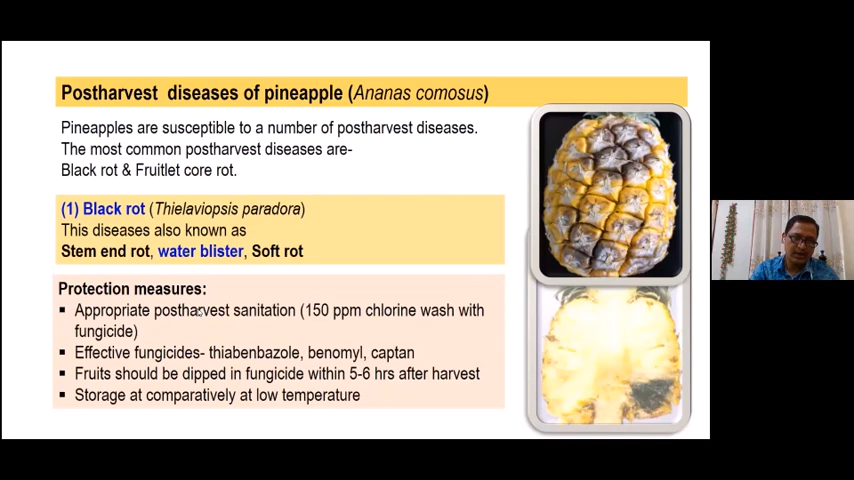 Postharvest diseases of pineapple (Ananas comosus)
Pineapples are susceptible to a number of postharvest diseases.
The most common postharvest diseases are-
Black rot & Fruitlet core rot.
(1) Black rot (Thielaviopsis paradora)
This diseases also known as
Stem end rot, water blister, Soft rot
Protection measures:
▪ Appropriate postharvest sanitation (150 ppm chlorine wash with
fungicide)
▪ Effective fungicides- thiabenbazole, benomyl, captan
▪ Fruits should be dipped in fungicide within 5-6 hrs after harvest
▪ Storage at comparatively at low temperature